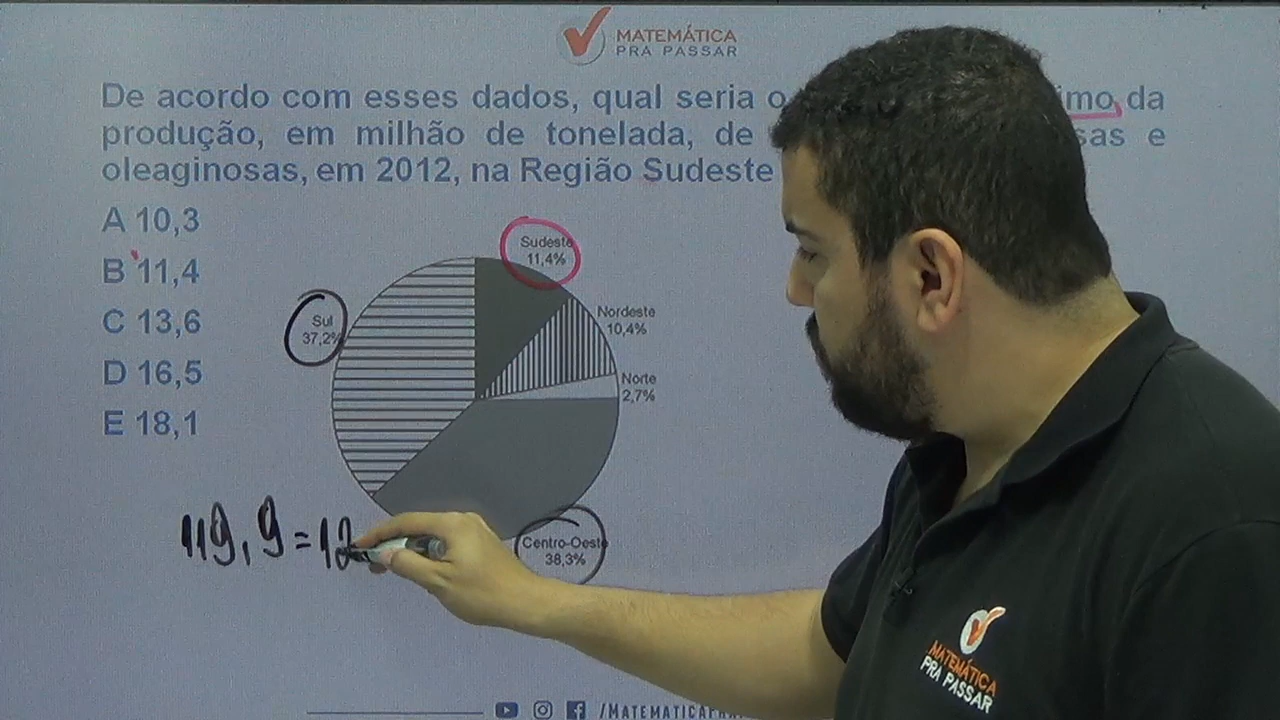 MATEMÁTICA
PRA PASSAR
De acordo com esses dados, qual seria o da
produção, em milhão de tonelada, de e
oleaginosas, em 2012, na Região Sudeste
A 10,3
B 11,4
C 13,6
D 16,5
E 18,1
Sudeste
11,4%
Sul
37,2%
Nordeste
10,4%
Norte
2,7%
Centro-Oeste
38,3%
119,9 = 12
MATEMÁTICA
PRA PASSAR